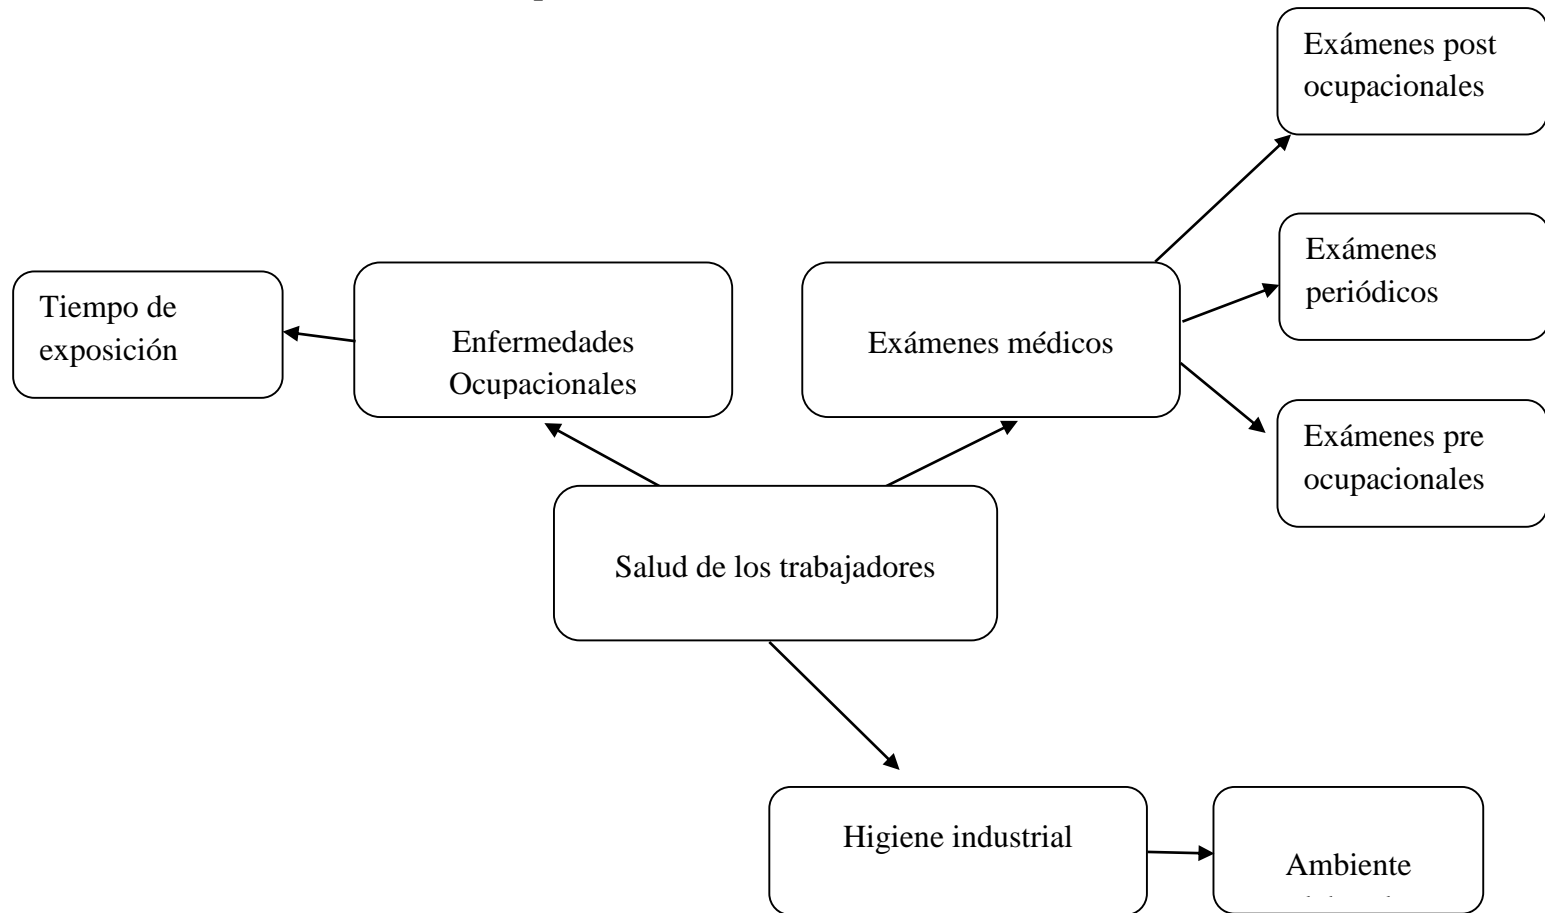 Exámenes post
ocupacionales
Exámenes
periódicos
Tiempo de
exposición
Enfermedades
Ocupacionales
Exámenes médicos
Exámenes pre
ocupacionales
Salud de los trabajadores
Higiene industrial
Ambiente